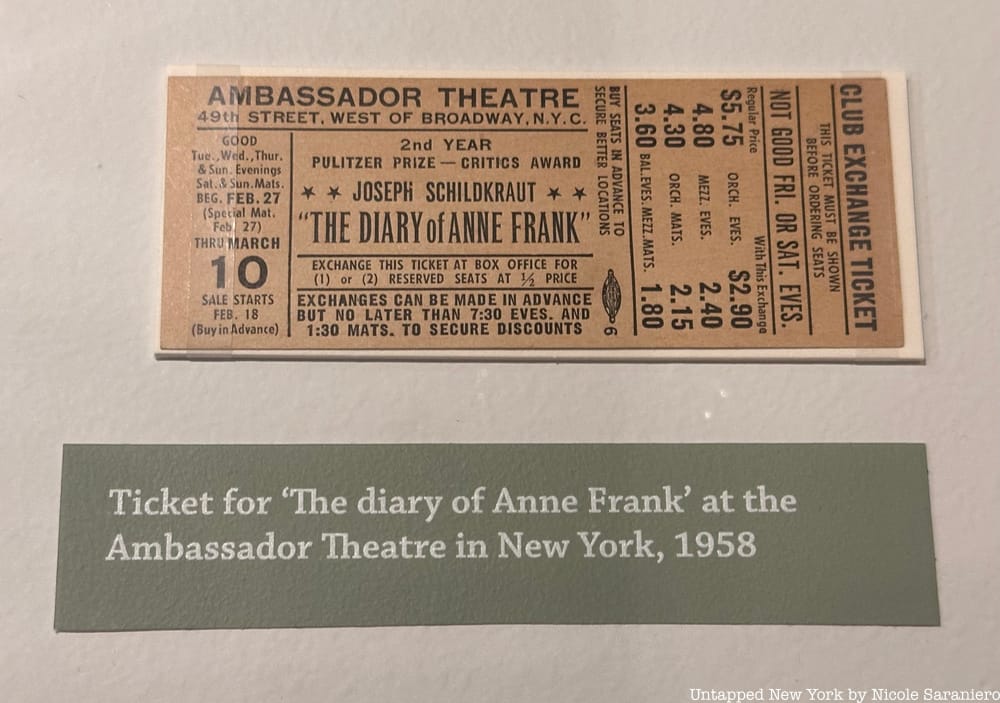 AMBASSADOR THEATRE
49th STREET, WEST OF BROADWAY, N.Y.C.
GOOD
Tue., Wed., Thur.
& Sun. Evenings
Sat. & Sun. Mats.
BEG. FEB. 27
(Special Mat.
Feb. 27)
THRU MARCH
10
SALE STARTS
FEB. 18
(Buy in Advance)
2nd YEAR
PULITZER PRIZE — CRITICS AWARD
★ ★ JOSEPH SCHILDKRAUT ★ ★
"THE DIARY of ANNE FRANK"
EXCHANGE THIS TICKET AT BOX OFFICE FOR
(1) or (2) RESERVED SEATS AT ½ PRICE
EXCHANGES CAN BE MADE IN ADVANCE
BUT NO LATER THAN 7:30 EVES. AND
1:30 MATS. TO SECURE DISCOUNTS
CLUB EXCHANGE TICKET
THIS TICKET MUST BE SHOWN
BEFORE ORDERING SEATS
NOT GOOD FRI. OR SAT. EVES.
Regular Price With This Exchange
$5.75 ORCH. EVES. $2.90
4.80 MEZZ. EVES. 2.40
4.30 ORCH. MATS. 2.15
3.60 BAL. EVES. MEZZ. MATS. 1.80
BUY SEATS IN ADVANCE TO
SECURE BETTER LOCATIONS
6
Ticket for ‘The diary of Anne Frank’ at the
Ambassador Theatre in New York, 1958
Untapped New York by Nicole Saraniero